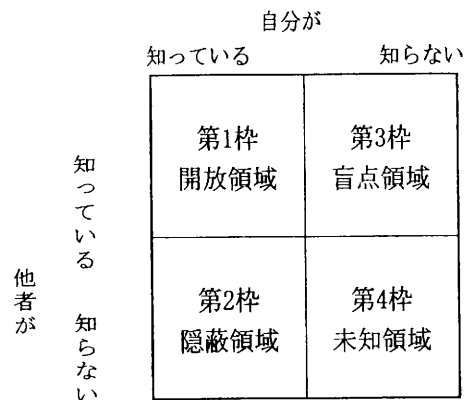 自分が
知っている 知らない
他者が
知っている
知らない
第1枠 第3枠
開放領域 盲点領域
第2枠 第4枠
隠蔽領域 未知領域